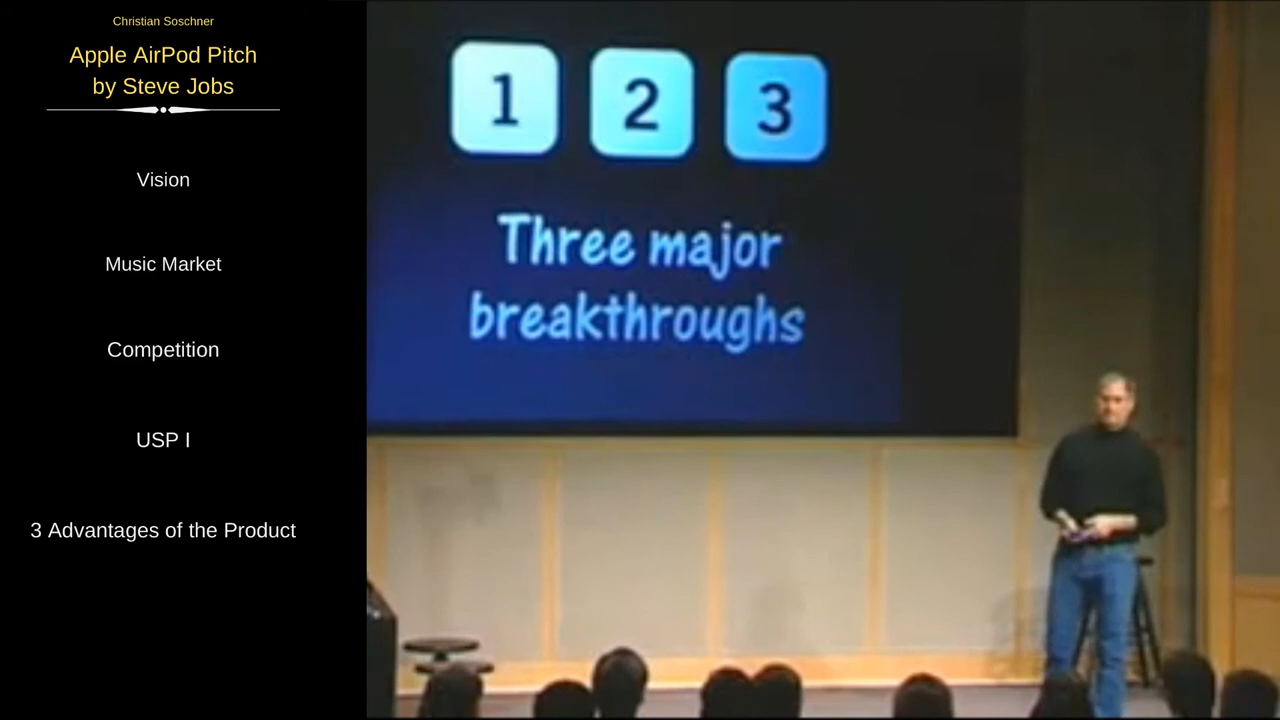 Christian Soschner
Apple AirPod Pitch
by Steve Jobs
Vision
Music Market
Competition
USP I
3 Advantages of the Product
1 2 3
Three major
breakthroughs